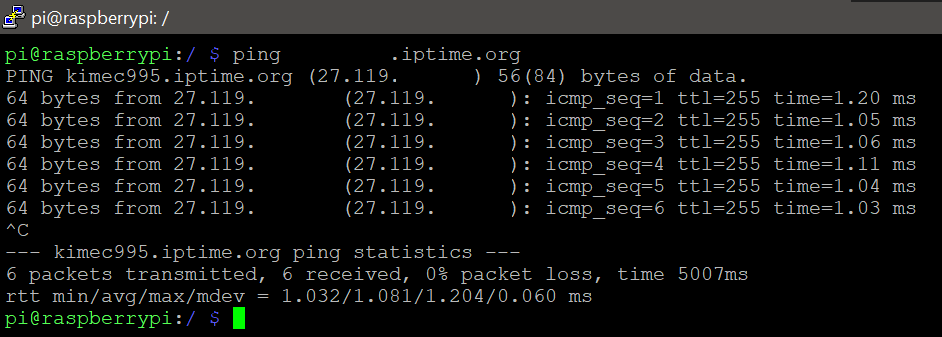 pi@raspberrypi: /
pi@raspberrypi:/ $ ping .iptime.org
PING kimec995.iptime.org (27.119. ) 56(84) bytes of data.
64 bytes from 27.119. (27.119. ): icmp_seq=1 ttl=255 time=1.20 ms
64 bytes from 27.119. (27.119. ): icmp_seq=2 ttl=255 time=1.05 ms
64 bytes from 27.119. (27.119. ): icmp_seq=3 ttl=255 time=1.06 ms
64 bytes from 27.119. (27.119. ): icmp_seq=4 ttl=255 time=1.11 ms
64 bytes from 27.119. (27.119. ): icmp_seq=5 ttl=255 time=1.04 ms
64 bytes from 27.119. (27.119. ): icmp_seq=6 ttl=255 time=1.03 ms
^C
--- kimec995.iptime.org ping statistics ---
6 packets transmitted, 6 received, 0% packet loss, time 5007ms
rtt min/avg/max/mdev = 1.032/1.081/1.204/0.060 ms
pi@raspberrypi:/ $